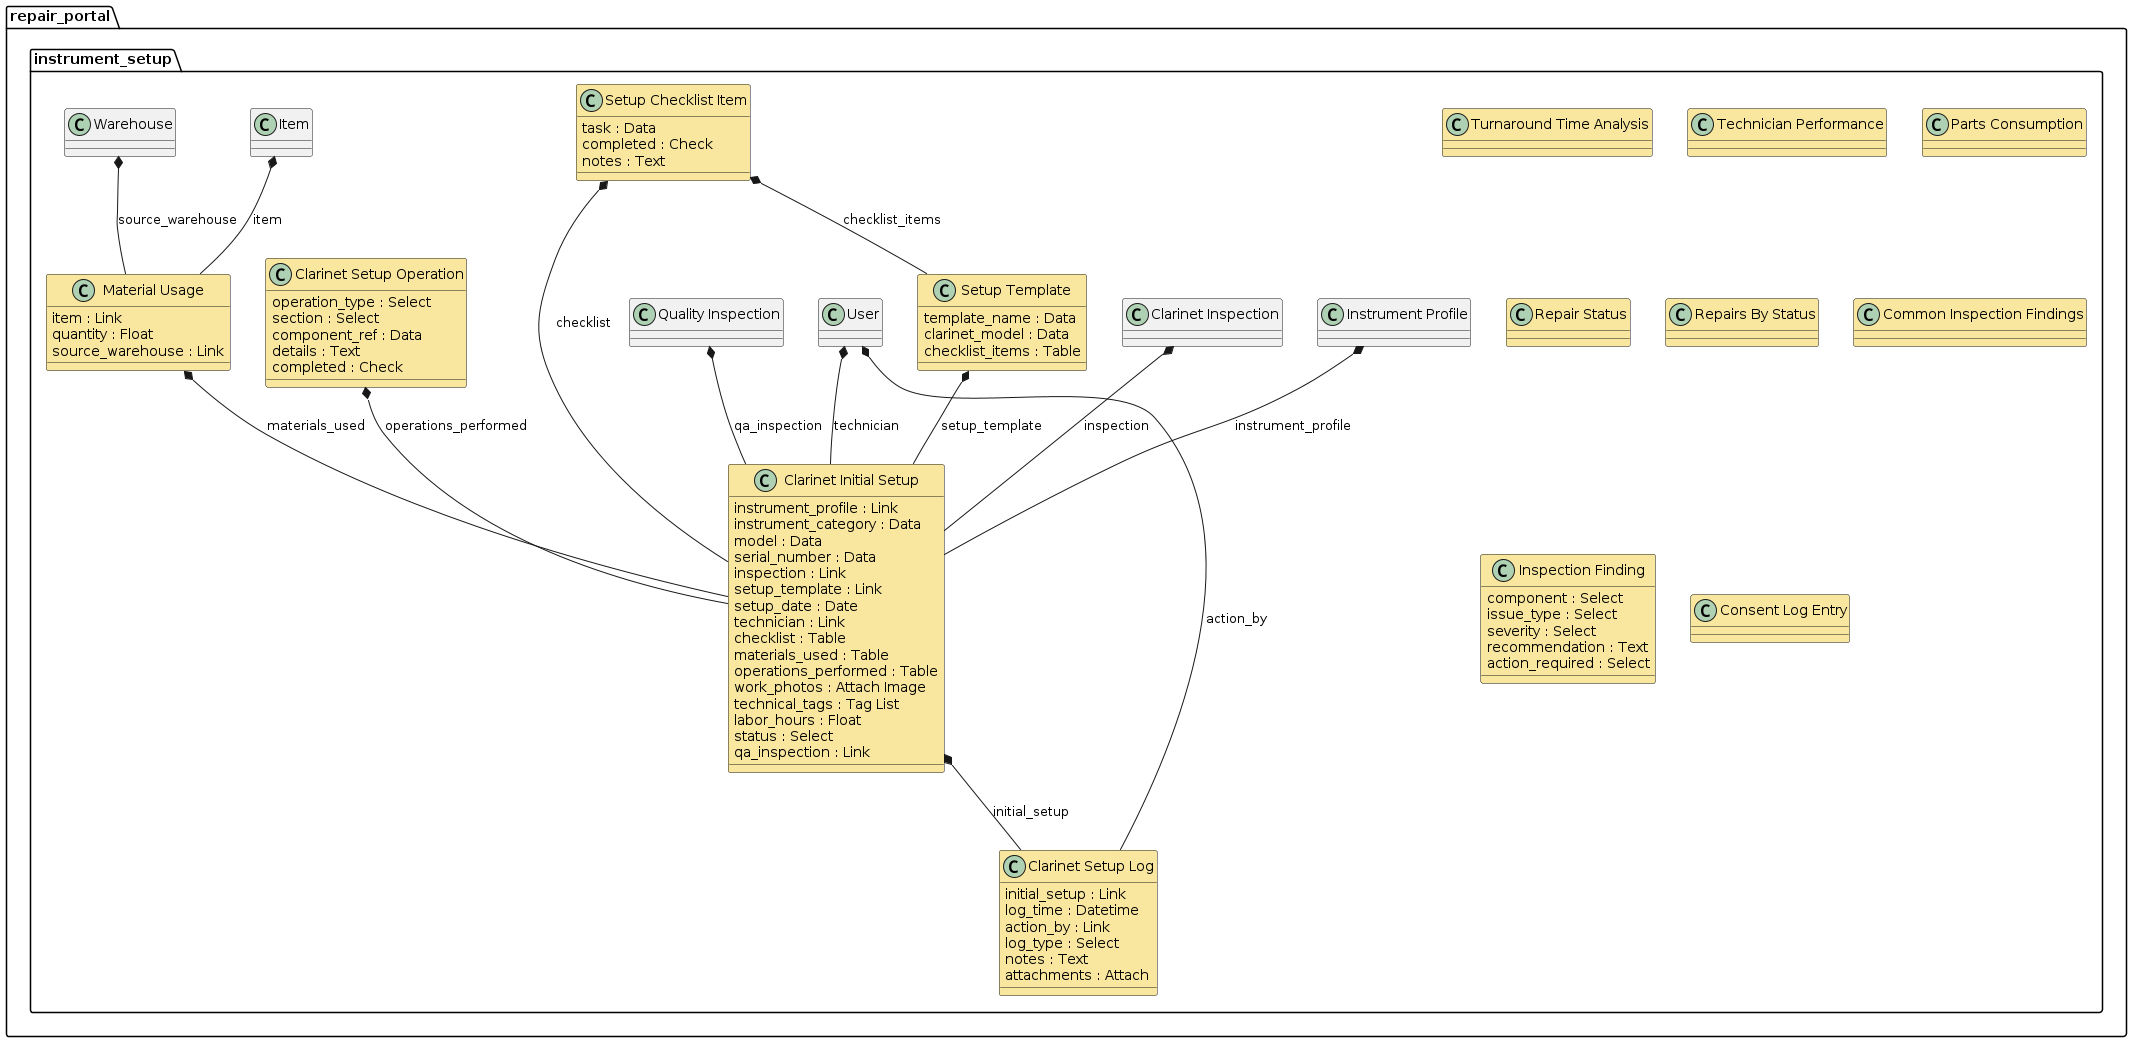 repair_portal
instrument_setup
C Warehouse
C Item
C Setup Checklist Item
task : Data
completed : Check
notes : Text
C Turnaround Time Analysis
C Technician Performance
C Parts Consumption
source_warehouse
item
checklist_items
C Material Usage
item : Link
quantity : Float
source_warehouse : Link
C Clarinet Setup Operation
operation_type : Select
section : Select
component_ref : Data
details : Text
completed : Check
checklist
C Quality Inspection
C User
C Setup Template
template_name : Data
clarinet_model : Data
checklist_items : Table
C Clarinet Inspection
C Instrument Profile
C Repair Status
C Repairs By Status
C Common Inspection Findings
materials_used
operations_performed
qa_inspection
technician
setup_template
inspection
instrument_profile
C Clarinet Initial Setup
instrument_profile : Link
instrument_category : Data
model : Data
serial_number : Data
inspection : Link
setup_template : Link
setup_date : Date
technician : Link
checklist : Table
materials_used : Table
operations_performed : Table
work_photos : Attach Image
technical_tags : Tag List
labor_hours : Float
status : Select
qa_inspection : Link
action_by
C Inspection Finding
component : Select
issue_type : Select
severity : Select
recommendation : Text
action_required : Select
C Consent Log Entry
initial_setup
C Clarinet Setup Log
initial_setup : Link
log_time : Datetime
action_by : Link
log_type : Select
notes : Text
attachments : Attach